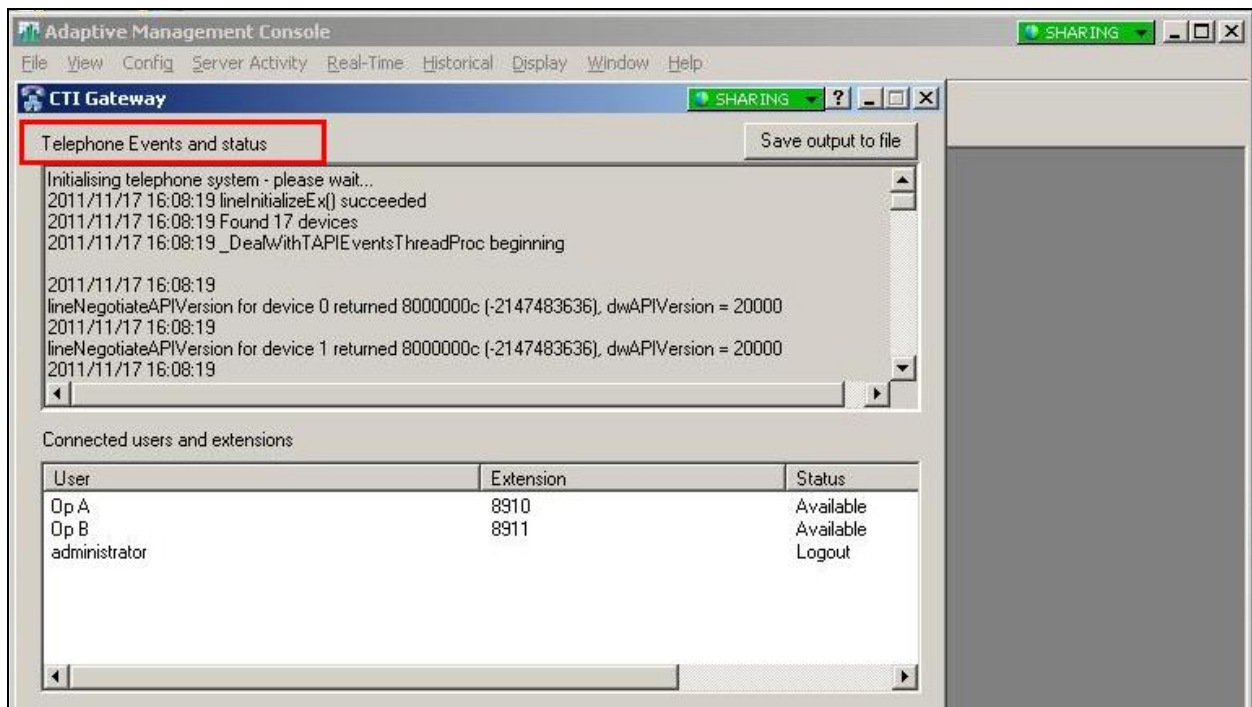 Adaptive Management Console
SHARING
File View Config Server Activity Real-Time Historical Display Window Help
CTI Gateway
SHARING
?
Telephone Events and status
Save output to file
Initialising telephone system - please wait...
2011/11/17 16:08:19 lineInitializeEx() succeeded
2011/11/17 16:08:19 Found 17 devices
2011/11/17 16:08:19 _DealWithTAPIEventsThreadProc beginning
2011/11/17 16:08:19
lineNegotiateAPIVersion for device 0 returned 8000000c (-2147483636), dwAPIVersion = 20000
2011/11/17 16:08:19
lineNegotiateAPIVersion for device 1 returned 8000000c (-2147483636), dwAPIVersion = 20000
2011/11/17 16:08:19
Connected users and extensions
User Extension Status
Op A 8910 Available
Op B 8911 Available
administrator Logout